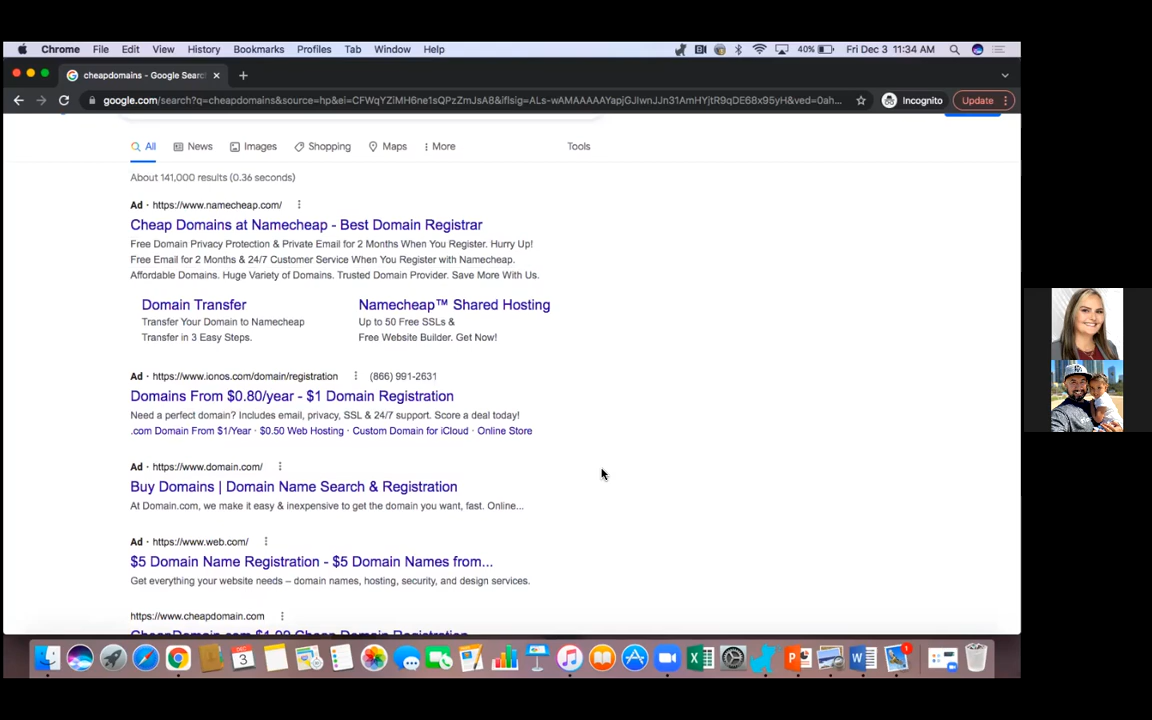 Chrome File Edit View History Bookmarks Profiles Tab Window Help 40% Fri Dec 3 11:34 AM
cheapdomains - Google Searc
google.com/search?q=cheapdomains&source=hp&ei=CFWqYZiMH6ne1sQPzZmJsA8&iflsig=ALs-wAMAAAAAYapjGJIwnJJn31AmHYjtR9qDE68x95yH&ved=0ah... Incognito Update
All News Images Shopping Maps More Tools
About 141,000 results (0.36 seconds)
Ad · https://www.namecheap.com/
Cheap Domains at Namecheap - Best Domain Registrar
Free Domain Privacy Protection & Private Email for 2 Months When You Register. Hurry Up!
Free Email for 2 Months & 24/7 Customer Service When You Register with Namecheap.
Affordable Domains. Huge Variety of Domains. Trusted Domain Provider. Save More With Us.
Domain Transfer Namecheap™ Shared Hosting
Transfer Your Domain to Namecheap Up to 50 Free SSLs &
Transfer in 3 Easy Steps. Free Website Builder. Get Now!
Ad · https://www.ionos.com/domain/registration (866) 991-2631
Domains From $0.80/year - $1 Domain Registration
Need a perfect domain? Includes email, privacy, SSL & 24/7 support. Score a deal today!
.com Domain From $1/Year · $0.50 Web Hosting · Custom Domain for iCloud · Online Store
Ad · https://www.domain.com/
Buy Domains | Domain Name Search & Registration
At Domain.com, we make it easy & inexpensive to get the domain you want, fast. Online...
Ad · https://www.web.com/
$5 Domain Name Registration - $5 Domain Names from...
Get everything your website needs – domain names, hosting, security, and design services.
https://www.cheapdomain.com
CheapDomain.com $1.99 Cheap Domain Registration